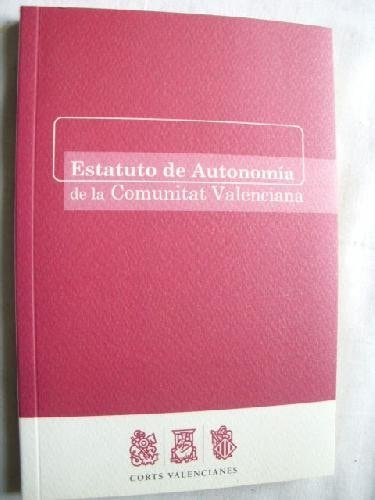 Estatuto de Autonomía
de la Comunitat Valenciana
CORTS VALENCIANES